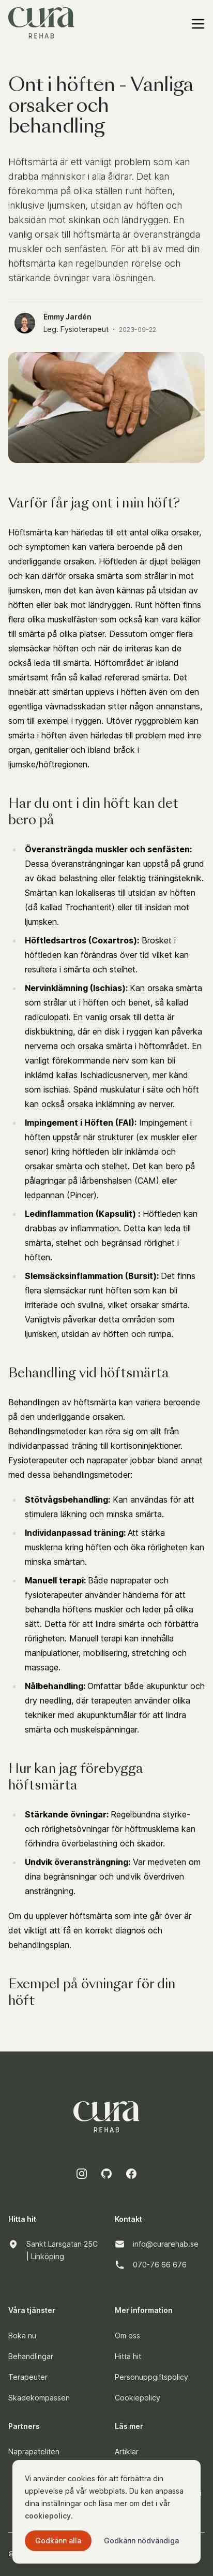 cura
REHAB
Ont i höften - Vanliga
orsaker och
behandling
Höftsmärta är ett vanligt problem som kan
drabba människor i alla åldrar. Det kan
förekomma på olika ställen runt höften,
inklusive ljumsken, utsidan av höften och
baksidan mot skinkan och ländryggen. En
vanlig orsak till höftsmärta är överansträngda
muskler och senfästen. För att bli av med din
höftsmärta kan regelbunden rörelse och
stärkande övningar vara lösningen.
Emmy Jardén
Leg. Fysioterapeut · 2023-09-22
Varför får jag ont i min höft?
Höftsmärta kan härledas till ett antal olika orsaker,
och symptomen kan variera beroende på den
underliggande orsaken. Höftleden är djupt belägen
och kan därför orsaka smärta som strålar in mot
ljumsken, men det kan även kännas på utsidan av
höften eller bak mot ländryggen. Runt höften finns
flera olika muskelfästen som också kan vara källor
till smärta på olika platser. Dessutom omger flera
slemsäckar höften och när de irriteras kan de
också leda till smärta. Höftområdet är ibland
smärtsamt från så kallad refererad smärta. Det
innebär att smärtan upplevs i höften även om den
egentliga vävnadsskadan sitter någon annanstans,
som till exempel i ryggen. Utöver ryggproblem kan
smärta i höften även härledas till problem med inre
organ, genitalier och ibland bråck i
ljumske/höftregionen.
Har du ont i din höft kan det
bero på
Överansträngda muskler och senfästen:
Dessa överansträngningar kan uppstå på grund
av ökad belastning eller felaktig träningsteknik.
Smärtan kan lokaliseras till utsidan av höften
(då kallad Trochanterit) eller till insidan mot
ljumsken.
Höftledsartros (Coxartros): Brosket i
höftleden kan förändras över tid vilket kan
resultera i smärta och stelhet.
Nervinklämning (Ischias): Kan orsaka smärta
som strålar ut i höften och benet, så kallad
radiculopati. En vanlig orsak till detta är
diskbuktning, där en disk i ryggen kan påverka
nerverna och orsaka smärta i höftområdet. En
vanligt förekommande nerv som kan bli
inklämd kallas Ischiadicusnerven, mer känd
som ischias. Spänd muskulatur i säte och höft
kan också orsaka inklämning av nerver.
Impingement i Höften (FAI): Impingement i
höften uppstår när strukturer (ex muskler eller
senor) kring höftleden blir inklämda och
orsakar smärta och stelhet. Det kan bero på
pålagringar på lårbenshalsen (CAM) eller
ledpannan (Pincer).
Ledinflammation (Kapsulit) : Höftleden kan
drabbas av inflammation. Detta kan leda till
smärta, stelhet och begränsad rörlighet i
höften.
Slemsäcksinflammation (Bursit): Det finns
flera slemsäckar runt höften som kan bli
irriterade och svullna, vilket orsakar smärta.
Vanligtvis påverkar detta områden som
ljumsken, utsidan av höften och rumpa.
Behandling vid höftsmärta
Behandlingen av höftsmärta kan variera beroende
på den underliggande orsaken.
Behandlingsmetoder kan röra sig om allt från
individanpassad träning till kortisoninjektioner.
Fysioterapeuter och naprapater jobbar bland annat
med dessa behandlingsmetoder:
Stötvågsbehandling: Kan användas för att
stimulera läkning och minska smärta.
Individanpassad träning: Att stärka
musklerna kring höften och öka rörligheten kan
minska smärtan.
Manuell terapi: Både naprapater och
fysioterapeuter använder händerna för att
behandla höftens muskler och leder på olika
sätt. Detta för att lindra smärta och förbättra
rörligheten. Manuell terapi kan innehålla
manipulationer, mobilisering, stretching och
massage.
Nålbehandling: Omfattar både akupunktur och
dry needling, där terapeuten använder olika
tekniker med akupunkturnålar för att lindra
smärta och muskelspänningar.
Hur kan jag förebygga
höftsmärta
Stärkande övningar: Regelbundna styrke-
och rörlighetsövningar för höftmusklerna kan
förhindra överbelastning och skador.
Undvik överansträngning: Var medveten om
dina begränsningar och undvik överdriven
ansträngning.
Om du upplever höftsmärta som inte går över är
det viktigt att få en korrekt diagnos och
behandlingsplan.
Exempel på övningar för din
höft
cura
REHAB
Hitta hit
Kontakt
Sankt Larsgatan 25C
| Linköping
info@curarehab.se
070-76 66 676
Våra tjänster
Mer information
Boka nu
Om oss
Behandlingar
Hitta hit
Terapeuter
Personuppgiftspolicy
Skadekompassen
Cookiepolicy
Partners
Läs mer
Naprapateliten
Artiklar
Vi använder cookies för att förbättra din
upplevelse på vår webbplats. Du kan anpassa
dina inställningar och läsa mer om det i vår
cookiepolicy.
Godkänn alla
Godkänn nödvändiga